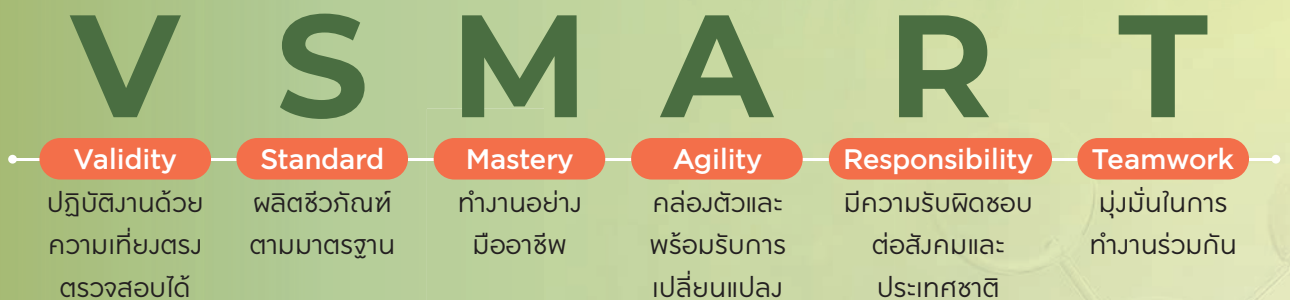 V S M A R T
Validity Standard Mastery Agility Responsibility Teamwork
ปฏิบัติงานด้วย
ความเที่ยงตรง
ตรวจสอบได้
ผลิตชีวภัณฑ์
ตามมาตรฐาน
ทำงานอย่าง
มืออาชีพ
คล่องตัวและ
พร้อมรับการ
เปลี่ยนแปลง
มีความรับผิดชอบ
ต่อสังคมและ
ประเทศชาติ
มุ่งมั่นในการ
ทำงานร่วมกัน